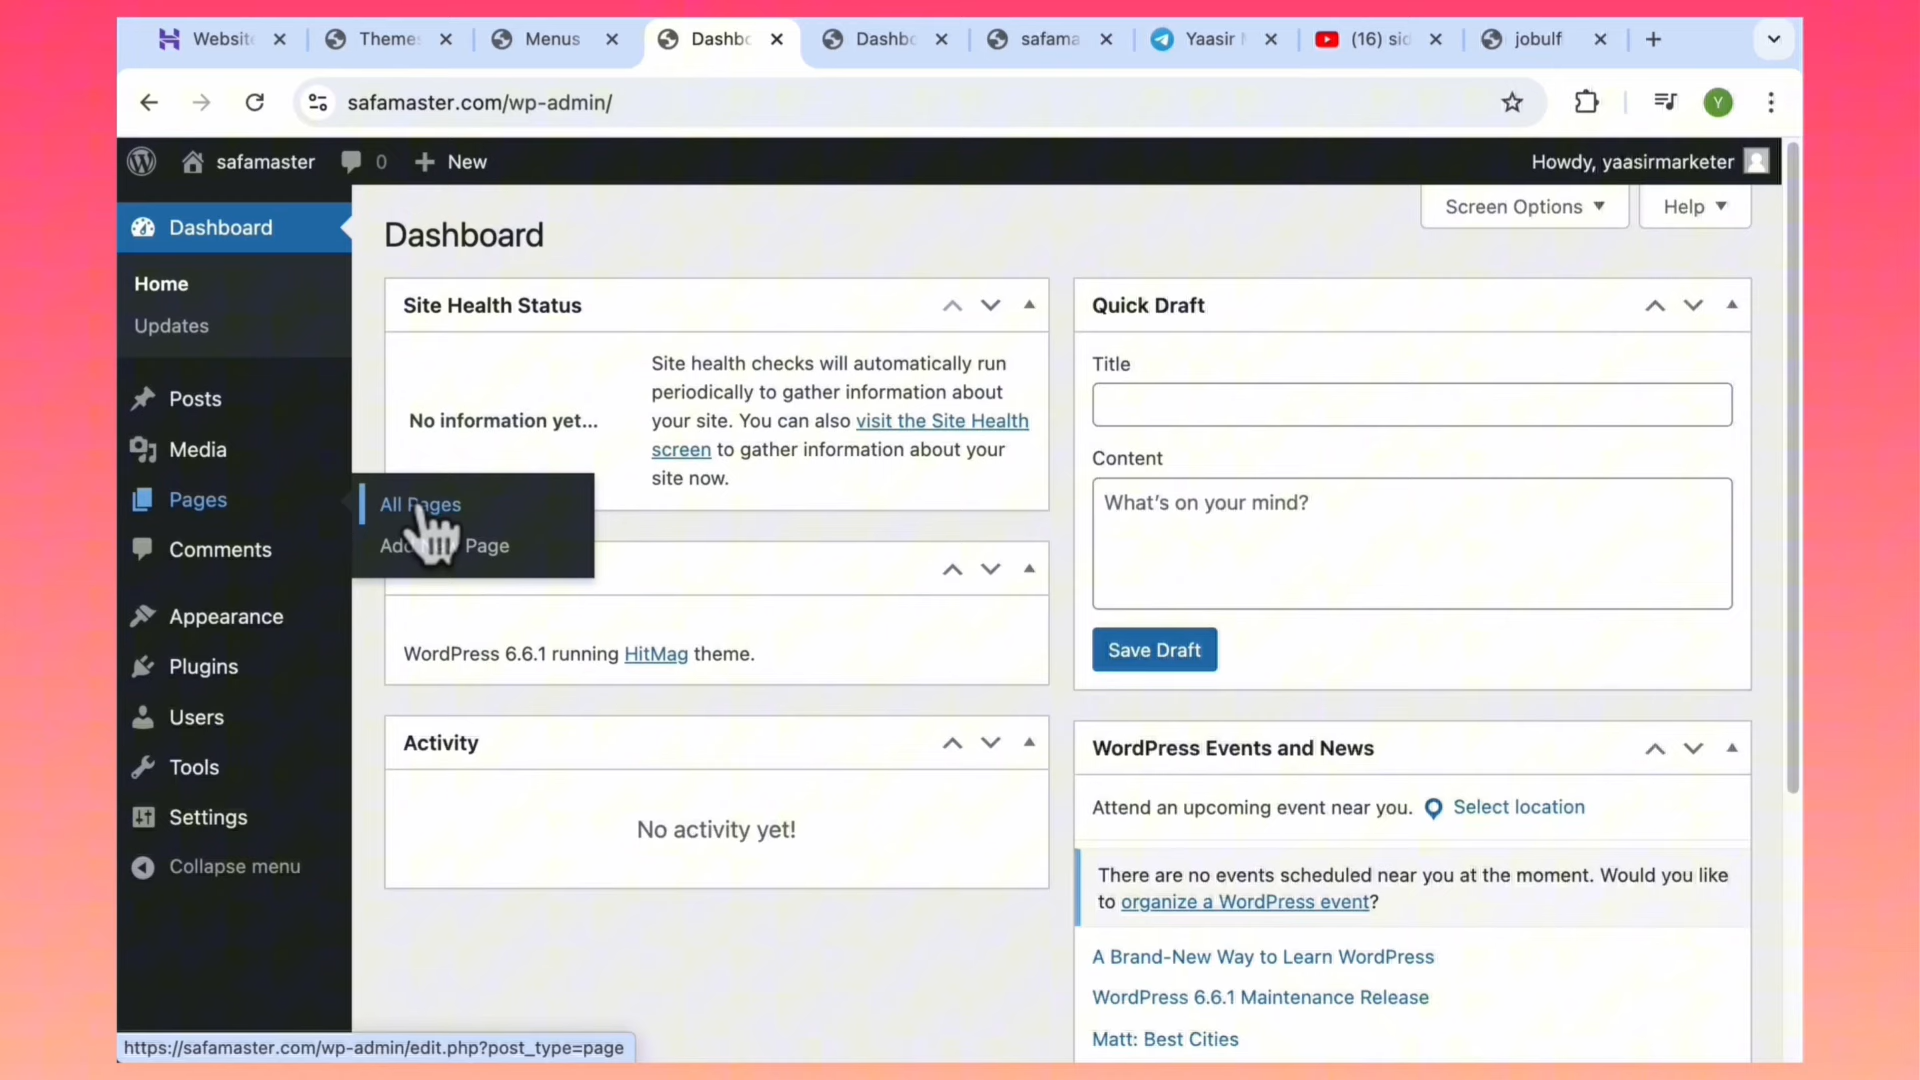 Website
Themes
Menus
Dashbo
Dashbo
safama
Yaasir
(16) sid
jobulf
safamaster.com/wp-admin/
Y
safamaster
0
New
Howdy, yaasirmarketer
Dashboard
Home
Updates
Posts
Media
Pages
Comments
Appearance
Plugins
Users
Tools
Settings
Collapse menu
All Pages
Add New Page
Screen Options
Help
Dashboard
Site Health Status
No information yet...
Site health checks will automatically run
periodically to gather information about
your site. You can also visit the Site Health
screen to gather information about your
site now.
WordPress 6.6.1 running HitMag theme.
Activity
No activity yet!
Quick Draft
Title
Content
What's on your mind?
Save Draft
WordPress Events and News
Attend an upcoming event near you. Select location
There are no events scheduled near you at the moment. Would you like
to organize a WordPress event?
A Brand-New Way to Learn WordPress
WordPress 6.6.1 Maintenance Release
Matt: Best Cities
https://safamaster.com/wp-admin/edit.php?post_type=page